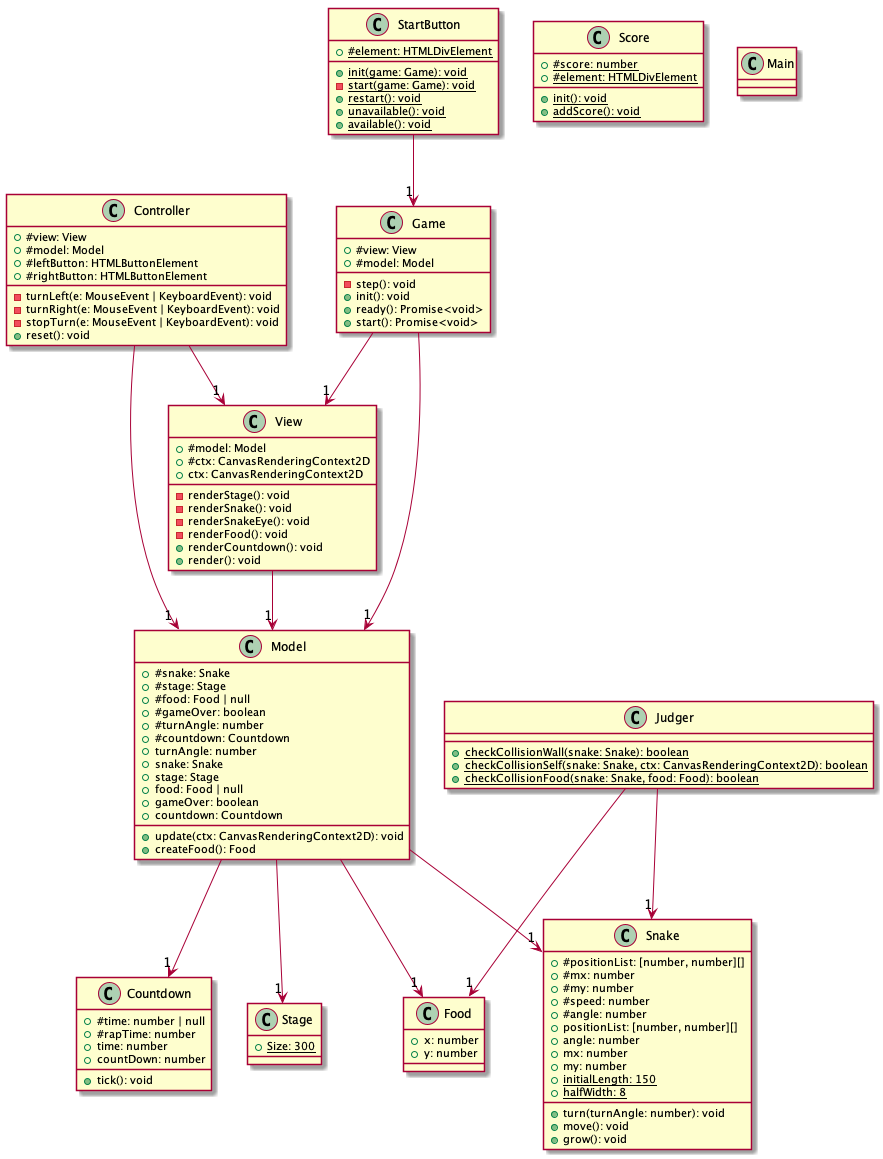 C StartButton
#element: HTMLDivElement
init(game: Game): void
start(game: Game): void
restart(): void
unavailable(): void
available(): void
C Score
#score: number
#element: HTMLDivElement
init(): void
addScore(): void
C Main
1
C Controller
#view: View
#model: Model
#leftButton: HTMLButtonElement
#rightButton: HTMLButtonElement
turnLeft(e: MouseEvent | KeyboardEvent): void
turnRight(e: MouseEvent | KeyboardEvent): void
stopTurn(e: MouseEvent | KeyboardEvent): void
reset(): void
C Game
#view: View
#model: Model
step(): void
init(): void
ready(): Promise<void>
start(): Promise<void>
1
1
C View
#model: Model
#ctx: CanvasRenderingContext2D
ctx: CanvasRenderingContext2D
renderStage(): void
renderSnake(): void
renderSnakeEye(): void
renderFood(): void
renderCountdown(): void
render(): void
1
1
1
C Model
#snake: Snake
#stage: Stage
#food: Food | null
#gameOver: boolean
#turnAngle: number
#countdown: Countdown
turnAngle: number
snake: Snake
stage: Stage
food: Food | null
gameOver: boolean
countdown: Countdown
update(ctx: CanvasRenderingContext2D): void
createFood(): Food
C Judger
checkCollisionWall(snake: Snake): boolean
checkCollisionSelf(snake: Snake, ctx: CanvasRenderingContext2D): boolean
checkCollisionFood(snake: Snake, food: Food): boolean
1
1
1
1
1
1
C Countdown
#time: number | null
#rapTime: number
time: number
countDown: number
tick(): void
C Stage
Size: 300
C Food
x: number
y: number
C Snake
#positionList: [number, number][]
#mx: number
#my: number
#speed: number
#angle: number
positionList: [number, number][]
angle: number
mx: number
my: number
initialLength: 150
halfWidth: 8
turn(turnAngle: number): void
move(): void
grow(): void